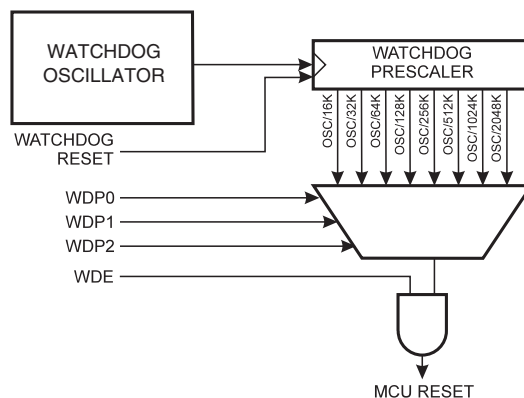 WATCHDOG
OSCILLATOR
WATCHDOG
PRESCALER
WATCHDOG
RESET
OSC/16K
OSC/32K
OSC/64K
OSC/128K
OSC/256K
OSC/512K
OSC/1024K
OSC/2048K
WDP0
WDP1
WDP2
WDE
MCU RESET